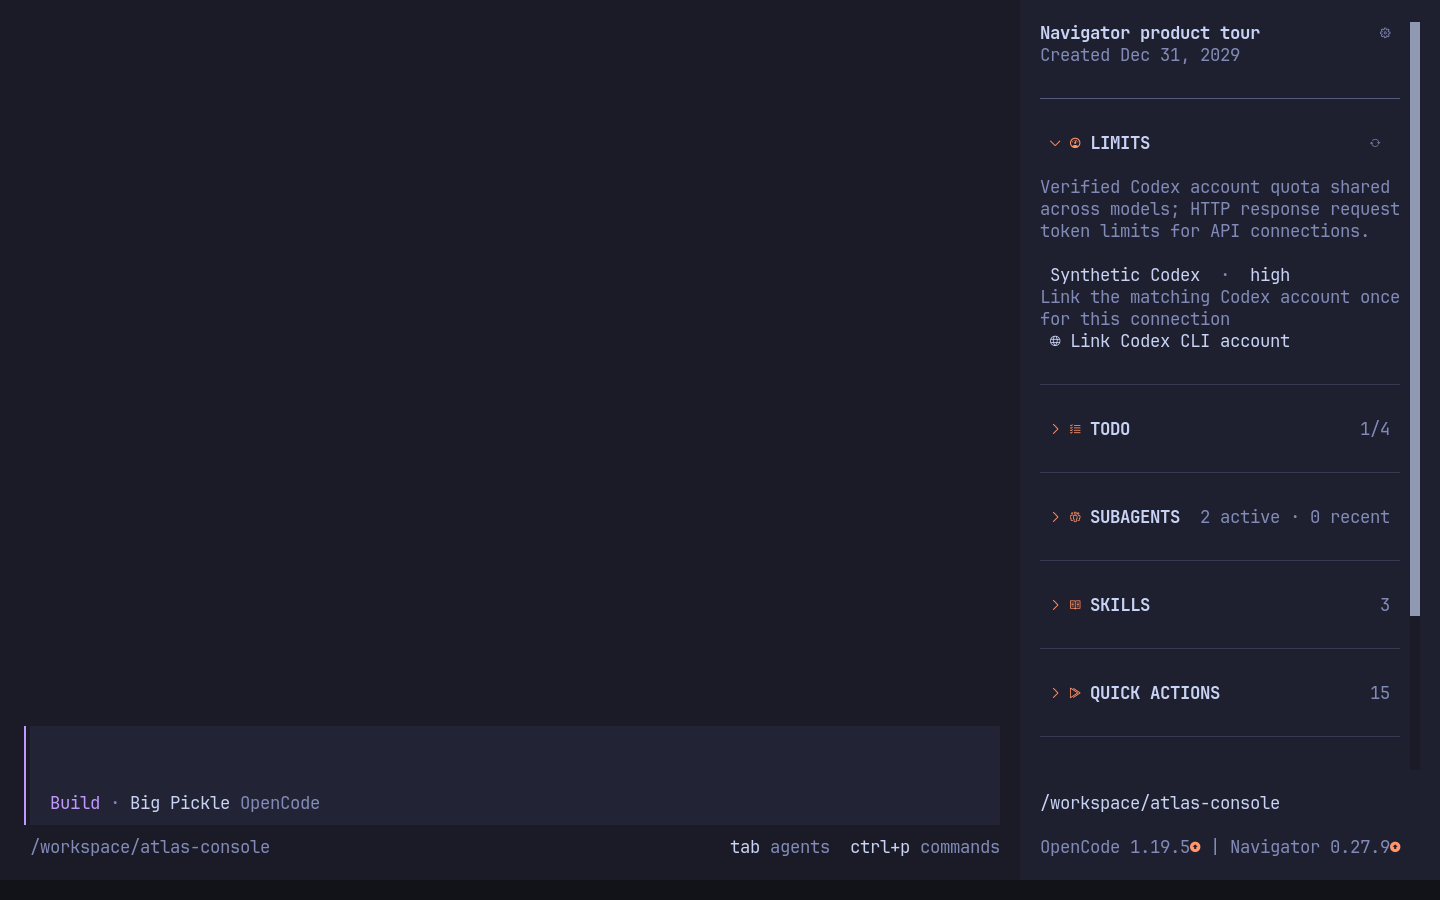 Navigator product tour
Created Dec 31, 2029
LIMITS
Verified Codex account quota shared
across models; HTTP response request
token limits for API connections.
Synthetic Codex · high
Link the matching Codex account once
for this connection
Link Codex CLI account
TODO 1/4
SUBAGENTS 2 active · 0 recent
SKILLS 3
QUICK ACTIONS 15
Build · Big Pickle OpenCode
/workspace/atlas-console tab agents ctrl+p commands
/workspace/atlas-console
OpenCode 1.19.5 | Navigator 0.27.9